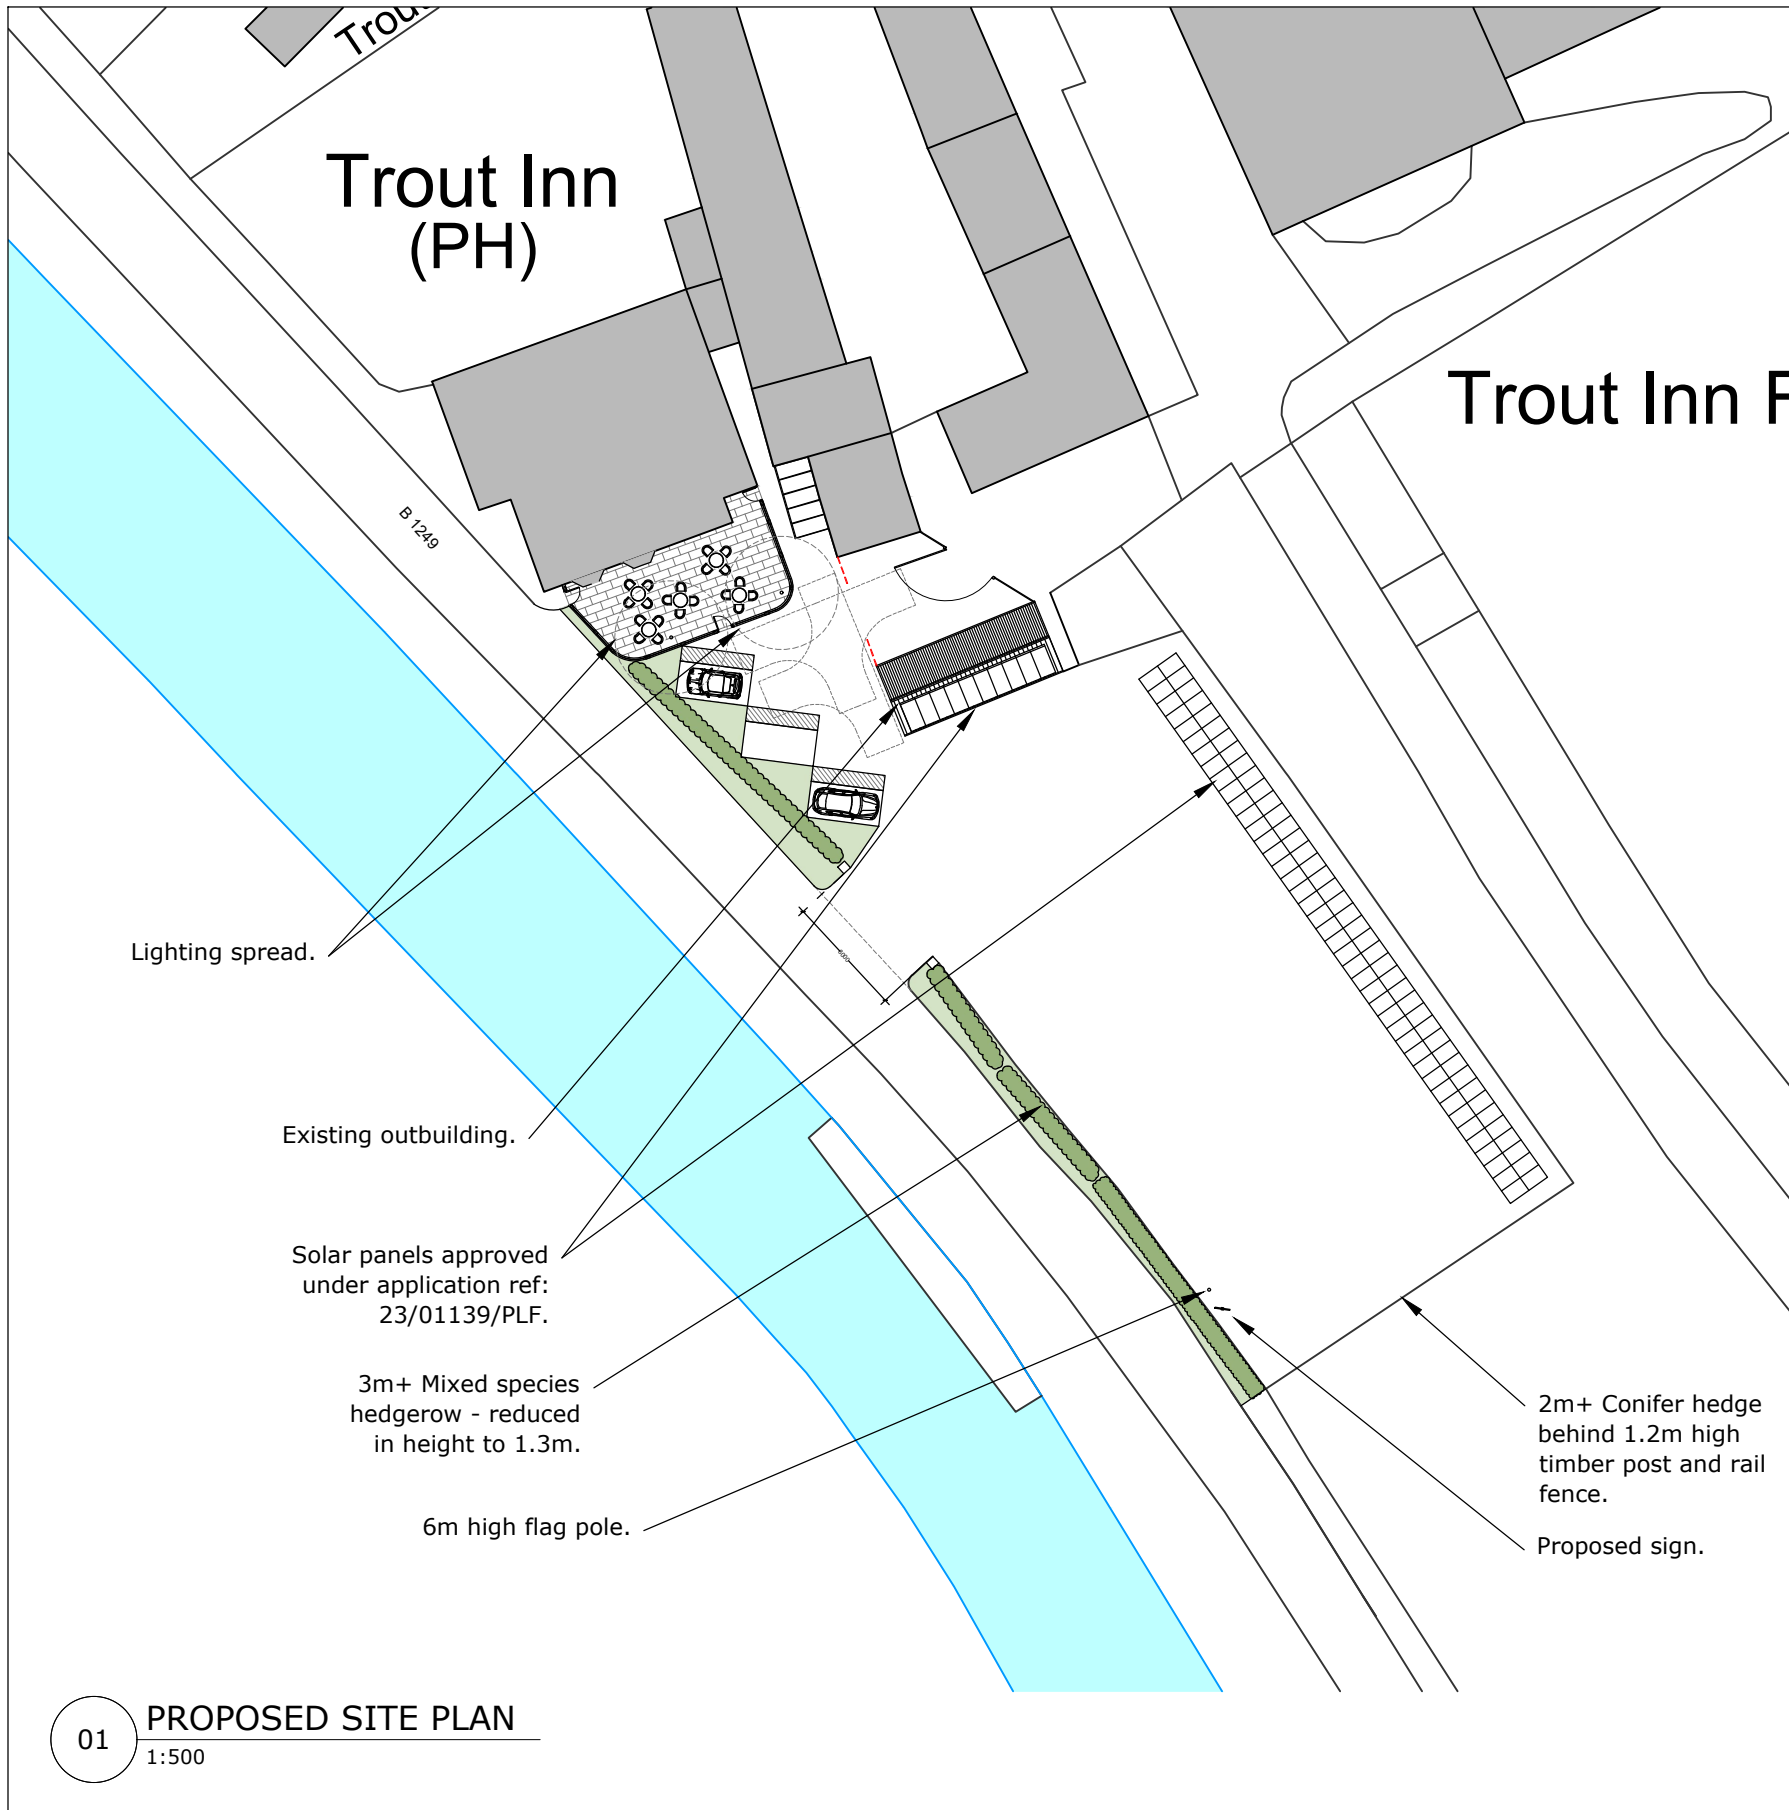 Trout
Trout Inn
(PH)
Trout Inn
B 1249
Lighting spread.
Existing outbuilding.
Solar panels approved
under application ref:
23/01139/PLF.
3m+ Mixed species
hedgerow - reduced
in height to 1.3m.
6m high flag pole.
2m+ Conifer hedge
behind 1.2m high
timber post and rail
fence.
Proposed sign.
01
PROPOSED SITE PLAN
1:500